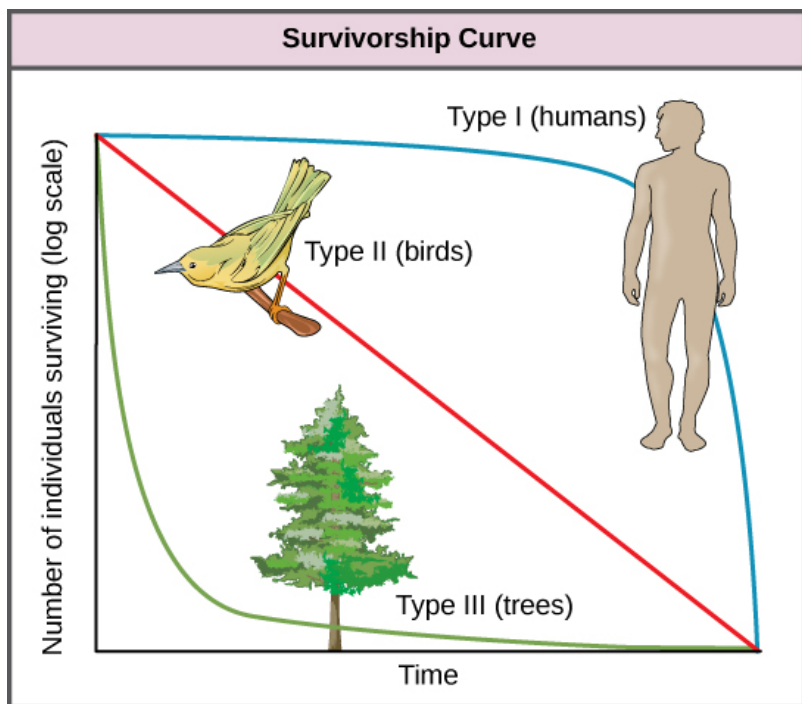 Survivorship Curve
Type I (humans)
Type II (birds)
Type III (trees)
Number of individuals surviving (log scale)
Time